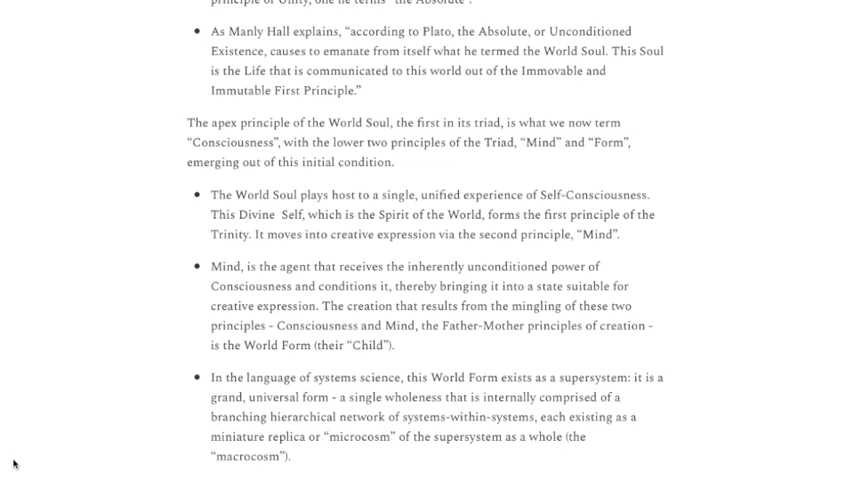 principle of Unity, one he terms “the Absolute”.
As Manly Hall explains, “according to Plato, the Absolute, or Unconditioned
Existence, causes to emanate from itself what he termed the World Soul. This Soul
is the Life that is communicated to this world out of the Immovable and
Immutable First Principle.”
The apex principle of the World Soul, the first in its triad, is what we now term
“Consciousness”, with the lower two principles of the Triad, “Mind” and “Form”,
emerging out of this initial condition.
The World Soul plays host to a single, unified experience of Self-Consciousness.
This Divine  Self, which is the Spirit of the World, forms the first principle of the
Trinity. It moves into creative expression via the second principle, “Mind”.
Mind, is the agent that receives the inherently unconditioned power of
Consciousness and conditions it, thereby bringing it into a state suitable for
creative expression. The creation that results from the mingling of these two
principles - Consciousness and Mind, the Father-Mother principles of creation -
is the World Form (their “Child”).
In the language of systems science, this World Form exists as a supersystem: it is a
grand, universal form - a single wholeness that is internally comprised of a
branching hierarchical network of systems-within-systems, each existing as a
miniature replica or “microcosm” of the supersystem as a whole (the
“macrocosm”).